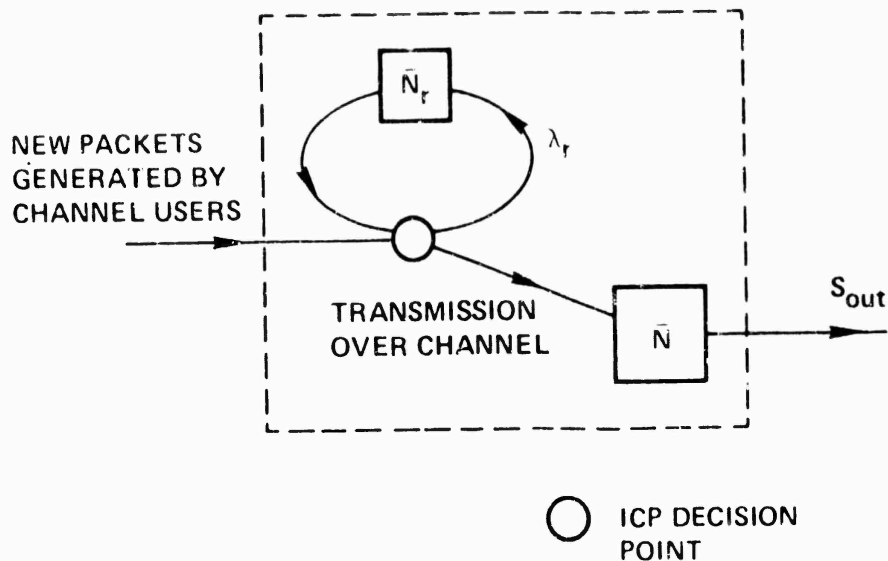 N̄r
λr
NEW PACKETS
GENERATED BY
CHANNEL USERS
TRANSMISSION
OVER CHANNEL
N̄
Sout
ICP DECISION
POINT